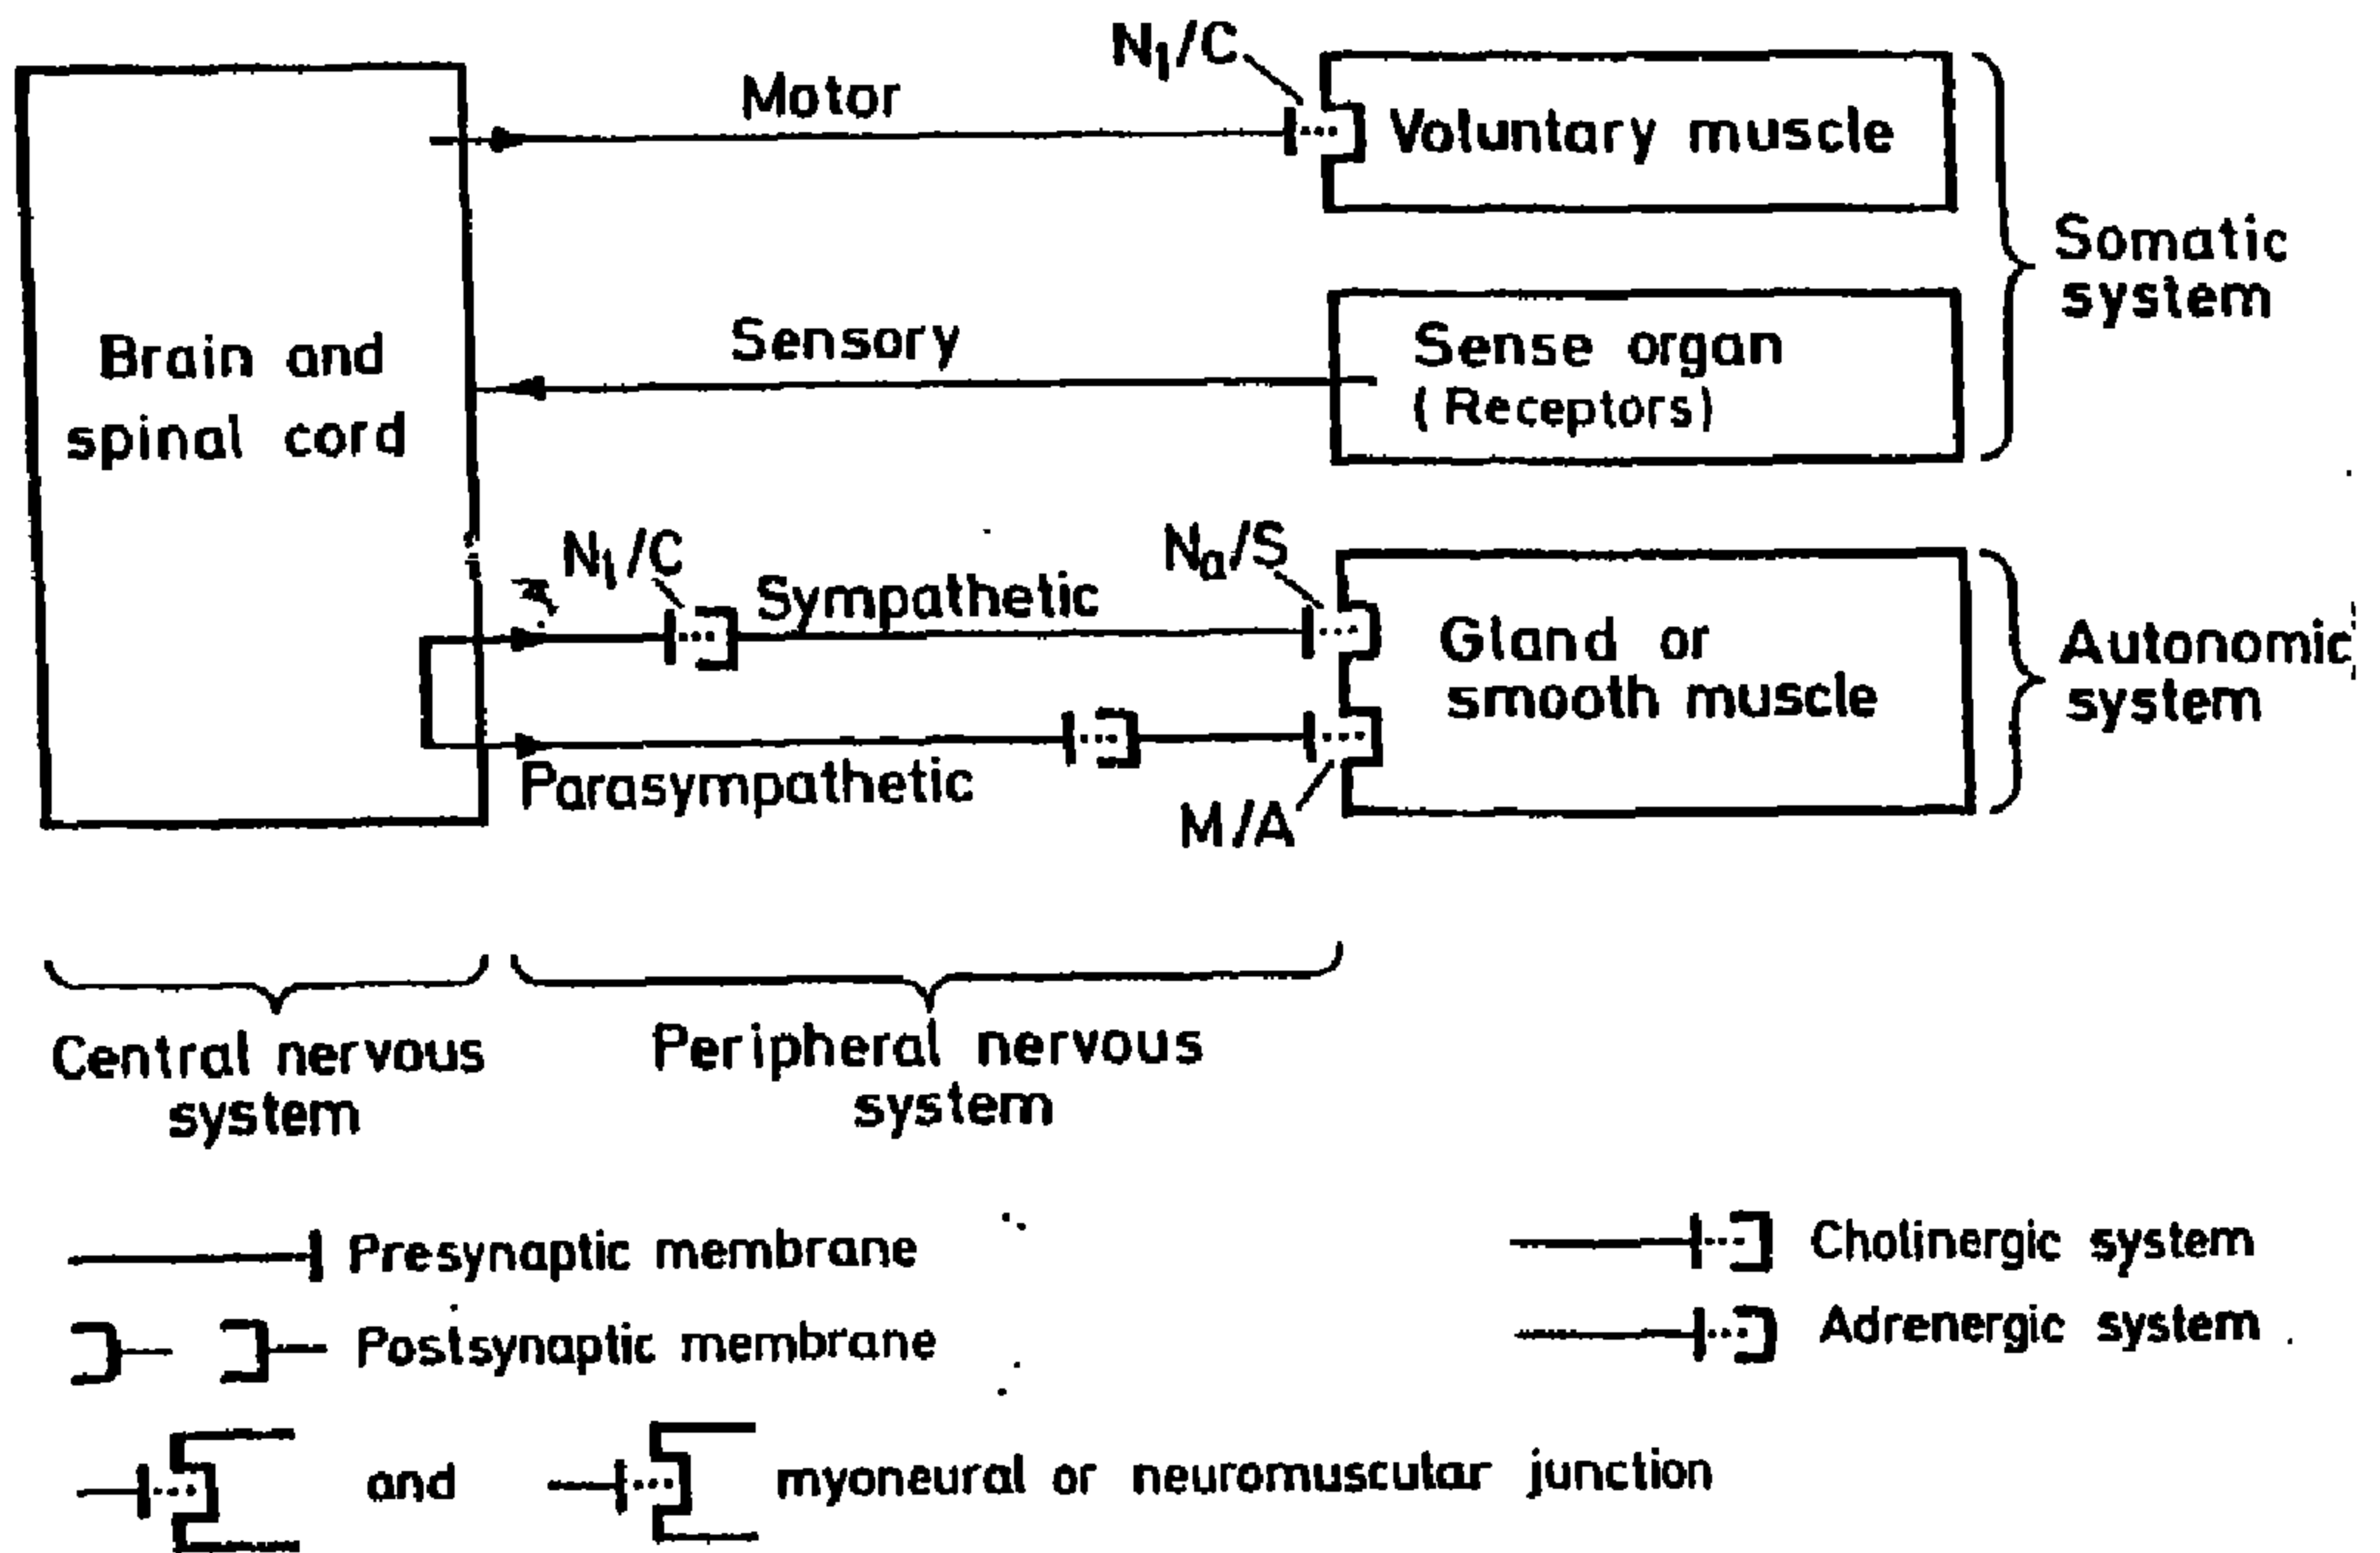 N₁/C
Motor
Voluntary muscle
Somatic
system
Sensory
Sense organ
(Receptors)
Brain and
spinal cord
N₁/C
Sympathetic
Nₐ/S
Gland or
smooth muscle
Autonomic
system
Parasympathetic
M/A
Central nervous
system
Peripheral nervous
system
Presynaptic membrane
Cholinergic system
Postsynaptic membrane
Adrenergic system
and
myoneural or neuromuscular junction